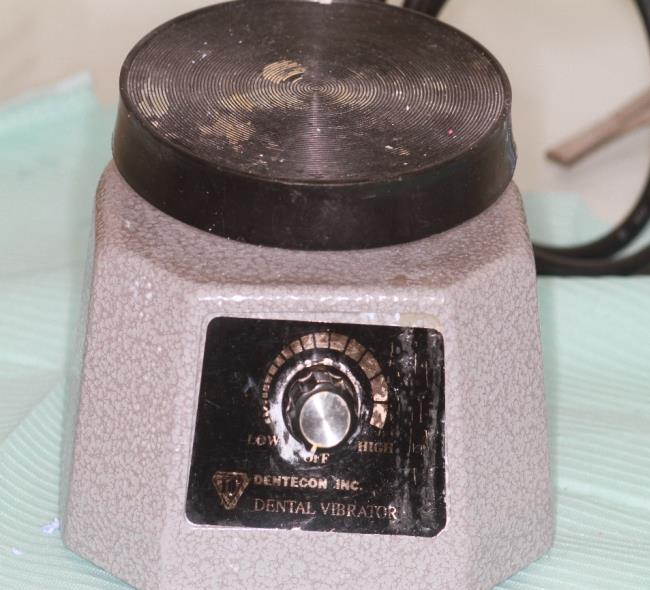 LOW HIGH
OFF
DENTECON INC.
DENTAL VIBRATOR